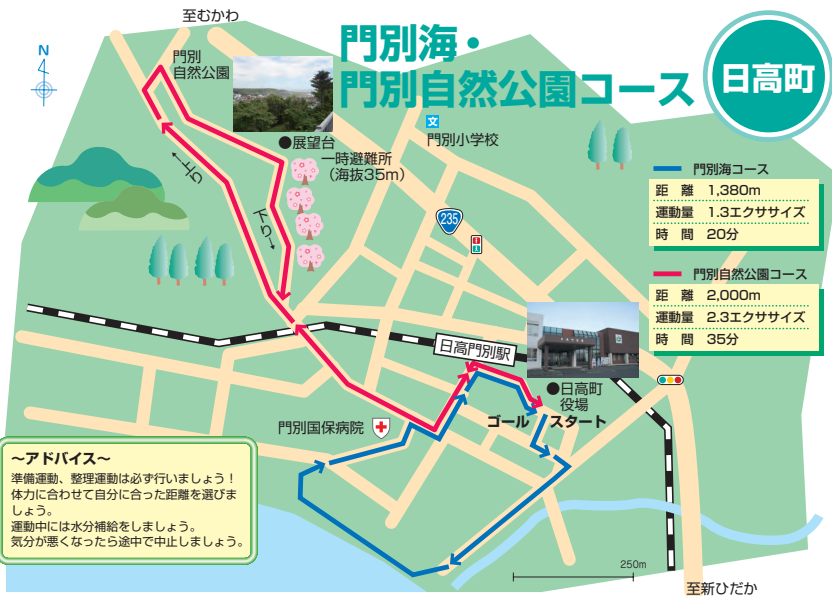 至むかわ
門別海・
門別自然公園コース
日高町
N
門別
自然公園
●展望台
一時避難所
（海抜35m）
文
門別小学校
←上り
下り→
235
門別海コース
距　離　1,380m
運動量　1.3エクササイズ
時　間　20分
門別自然公園コース
距　離　2,000m
運動量　2.3エクササイズ
時　間　35分
日高門別駅
●日高町
役場
ゴール　スタート
門別国保病院
～アドバイス～
準備運動、整理運動は必ず行いましょう！
体力に合わせて自分に合った距離を選びま
しょう。
運動中には水分補給をしましょう。
気分が悪くなったら途中で中止しましょう。
250m
至新ひだか